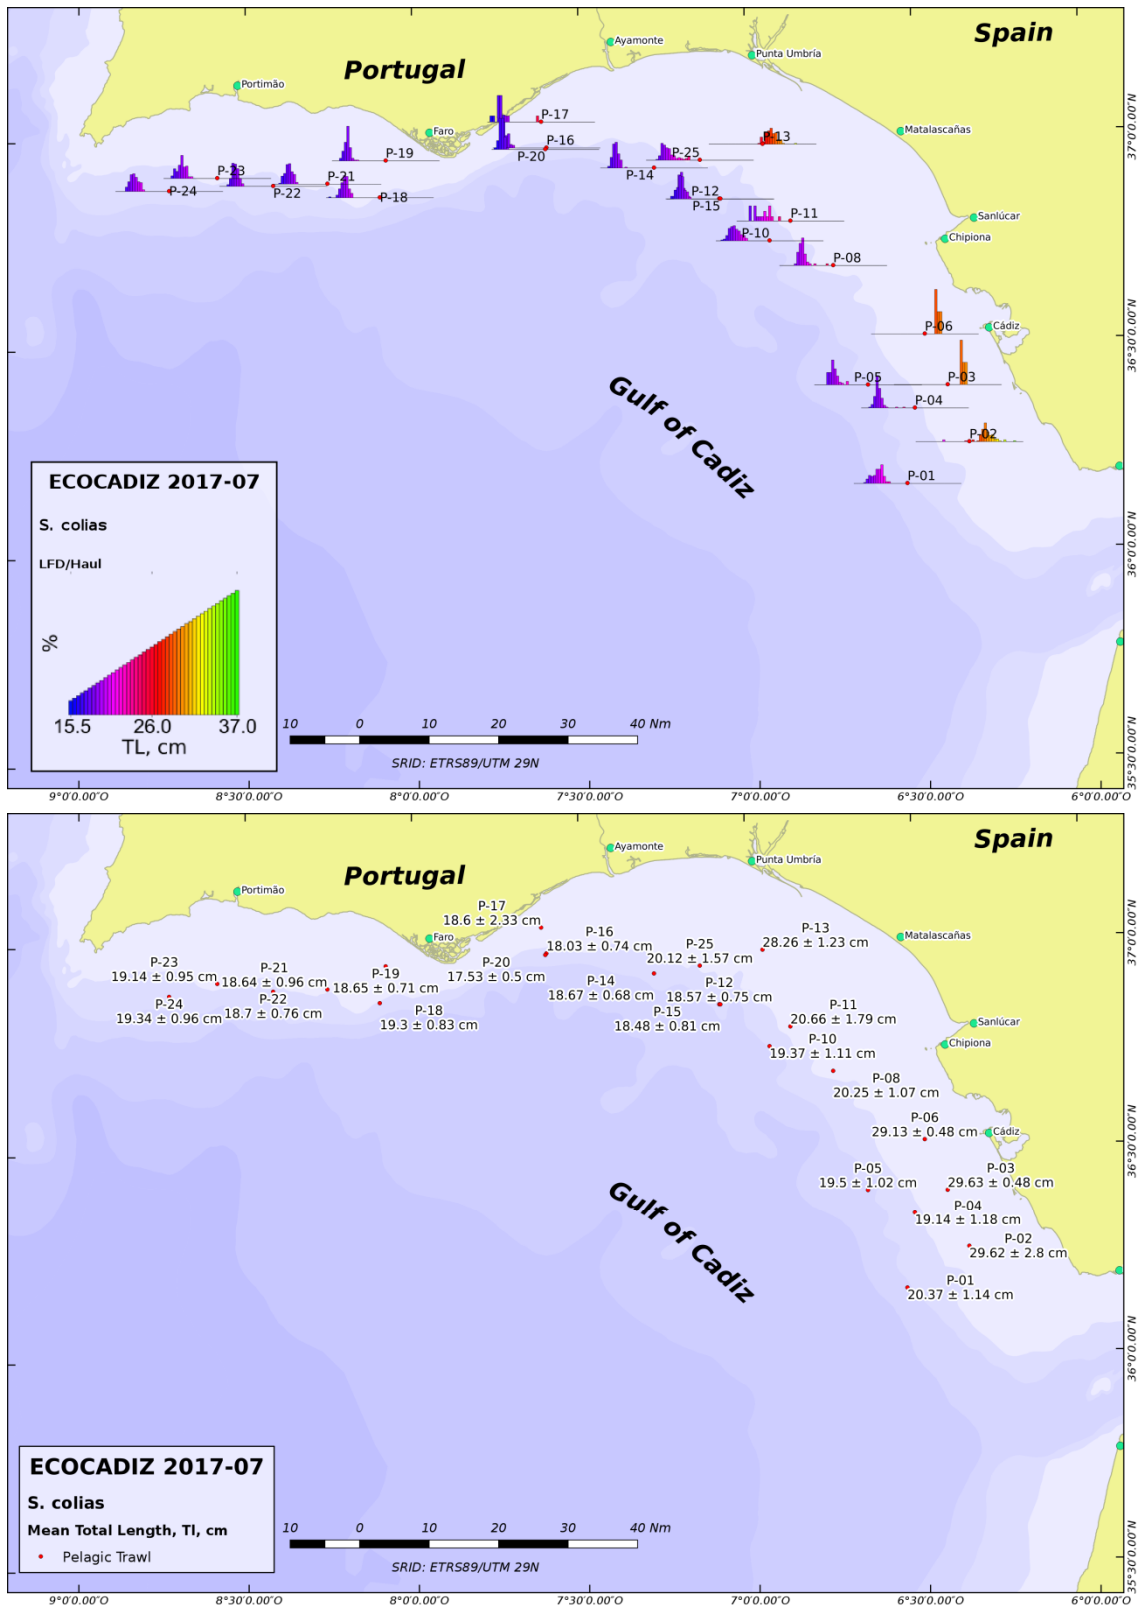 Spain
Ayamonte
Punta Umbría
Portugal
Portimão
P-17
Faro
Matalascañas
P-13
P-16
P-19
P-20
P-25
P-23
P-21
P-14
P-24
P-22
P-18
P-12
P-15
P-11
Sanlúcar
P-10
Chipiona
P-08
P-06
Cádiz
P-05
P-03
P-04
Gulf of Cadiz
P-02
P-01
ECOCADIZ 2017-07
S. colias
LFD/Haul
%
15.5 26.0 37.0
TL, cm
10 0 10 20 30 40 Nm
SRID: ETRS89/UTM 29N
37°0'0.00"N
36°30'0.00"N
36°0'0.00"N
35°30'0.00"N
9°0'0.00"O 8°30'0.00"O 8°0'0.00"O 7°30'0.00"O 7°0'0.00"O 6°30'0.00"O 6°0'0.00"O
Spain
Ayamonte
Punta Umbría
Portugal
Portimão
P-17
18.6 ± 2.33 cm
Faro
Matalascañas
P-16
18.03 ± 0.74 cm
P-13
28.26 ± 1.23 cm
P-25
20.12 ± 1.57 cm
P-23
19.14 ± 0.95 cm
P-21
18.64 ± 0.96 cm
P-19
18.65 ± 0.71 cm
P-20
17.53 ± 0.5 cm
P-14
18.67 ± 0.68 cm
P-12
18.57 ± 0.75 cm
P-24
19.34 ± 0.96 cm
P-22
18.7 ± 0.76 cm
P-18
19.3 ± 0.83 cm
P-15
18.48 ± 0.81 cm
P-11
20.66 ± 1.79 cm
Sanlúcar
P-10
19.37 ± 1.11 cm
Chipiona
P-08
20.25 ± 1.07 cm
P-06
29.13 ± 0.48 cm
Cádiz
P-05
19.5 ± 1.02 cm
P-03
29.63 ± 0.48 cm
P-04
19.14 ± 1.18 cm
Gulf of Cadiz
P-02
29.62 ± 2.8 cm
P-01
20.37 ± 1.14 cm
ECOCADIZ 2017-07
S. colias
Mean Total Length, Tl, cm
Pelagic Trawl
10 0 10 20 30 40 Nm
SRID: ETRS89/UTM 29N
37°0'0.00"N
36°30'0.00"N
36°0'0.00"N
35°30'0.00"N
9°0'0.00"O 8°30'0.00"O 8°0'0.00"O 7°30'0.00"O 7°0'0.00"O 6°30'0.00"O 6°0'0.00"O